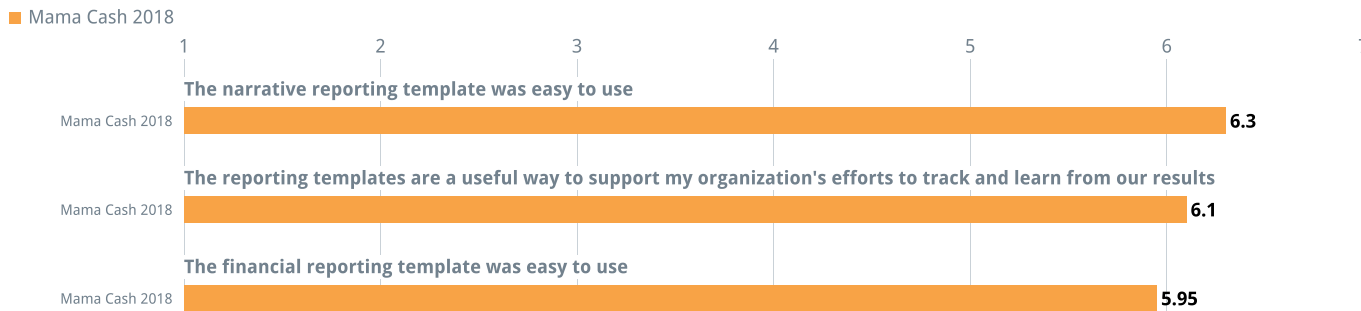 Mama Cash 2018
1 2 3 4 5 6
The narrative reporting template was easy to use
Mama Cash 2018 6.3
The reporting templates are a useful way to support my organization's efforts to track and learn from our results
Mama Cash 2018 6.1
The financial reporting template was easy to use
Mama Cash 2018 5.95